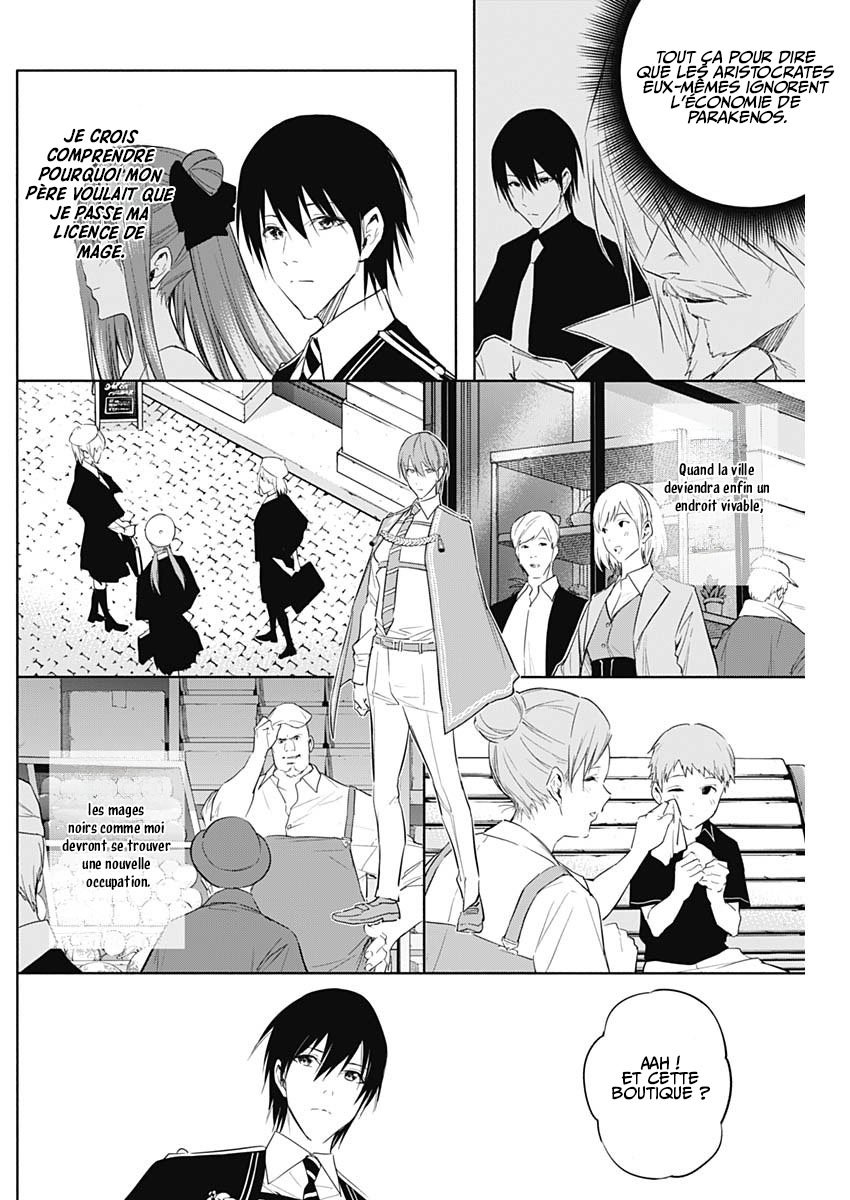 TOUT ÇA POUR DIRE
QUE LES ARISTOCRATES
EUX-MÊMES IGNORENT
L'ÉCONOMIE DE
PARAKENOS.
JE CROIS
COMPRENDRE
POURQUOI MON
PÈRE VOULAIT QUE
JE PASSE MA
LICENCE DE
MAGE.
Quand la ville
deviendra enfin un
endroit vivable,
les mages
noirs comme moi
devront se trouver
une nouvelle
occupation.
AAH !
ET CETTE
BOUTIQUE ?